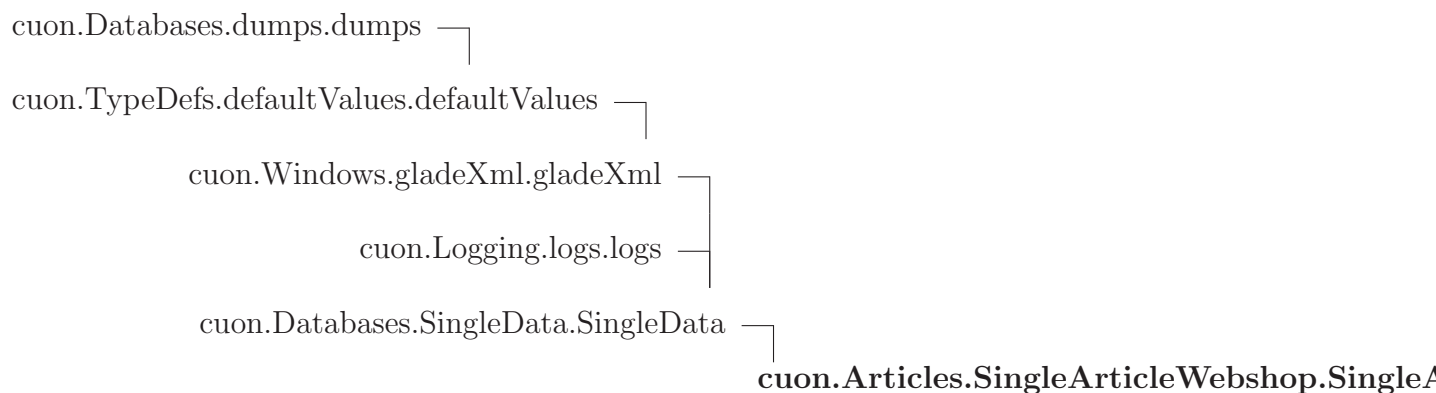 cuon.Databases.dumps.dumps
cuon.TypeDefs.defaultValues.defaultValues
cuon.Windows.gladeXml.gladeXml
cuon.Logging.logs.logs
cuon.Databases.SingleData.SingleData
cuon.Articles.SingleArticleWebshop.SingleA